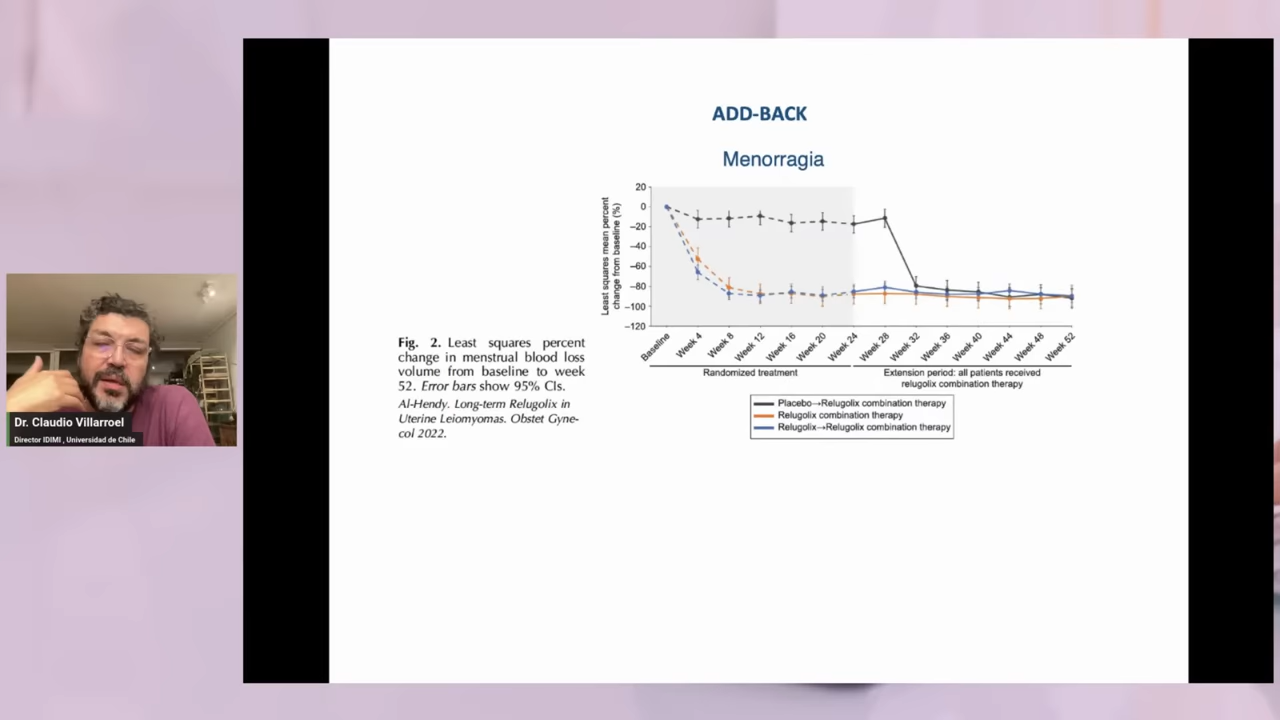 ADD-BACK
Menorragia
Least squares mean percent
change from baseline (%)
20
0
−20
−40
−60
−80
−100
−120
Baseline
Week 4
Week 8
Week 12
Week 16
Week 20
Week 24
Week 28
Week 32
Week 36
Week 40
Week 44
Week 48
Week 52
Randomized treatment
Extension period: all patients received
relugolix combination therapy
Placebo→Relugolix combination therapy
Relugolix combination therapy
Relugolix→Relugolix combination therapy
Fig. 2. Least squares percent
change in menstrual blood loss
volume from baseline to week
52. Error bars show 95% CIs.
Al-Hendy. Long-term Relugolix in
Uterine Leiomyomas. Obstet Gyne-
col 2022.
Dr. Claudio Villarroel
Director IDIMI , Universidad de Chile